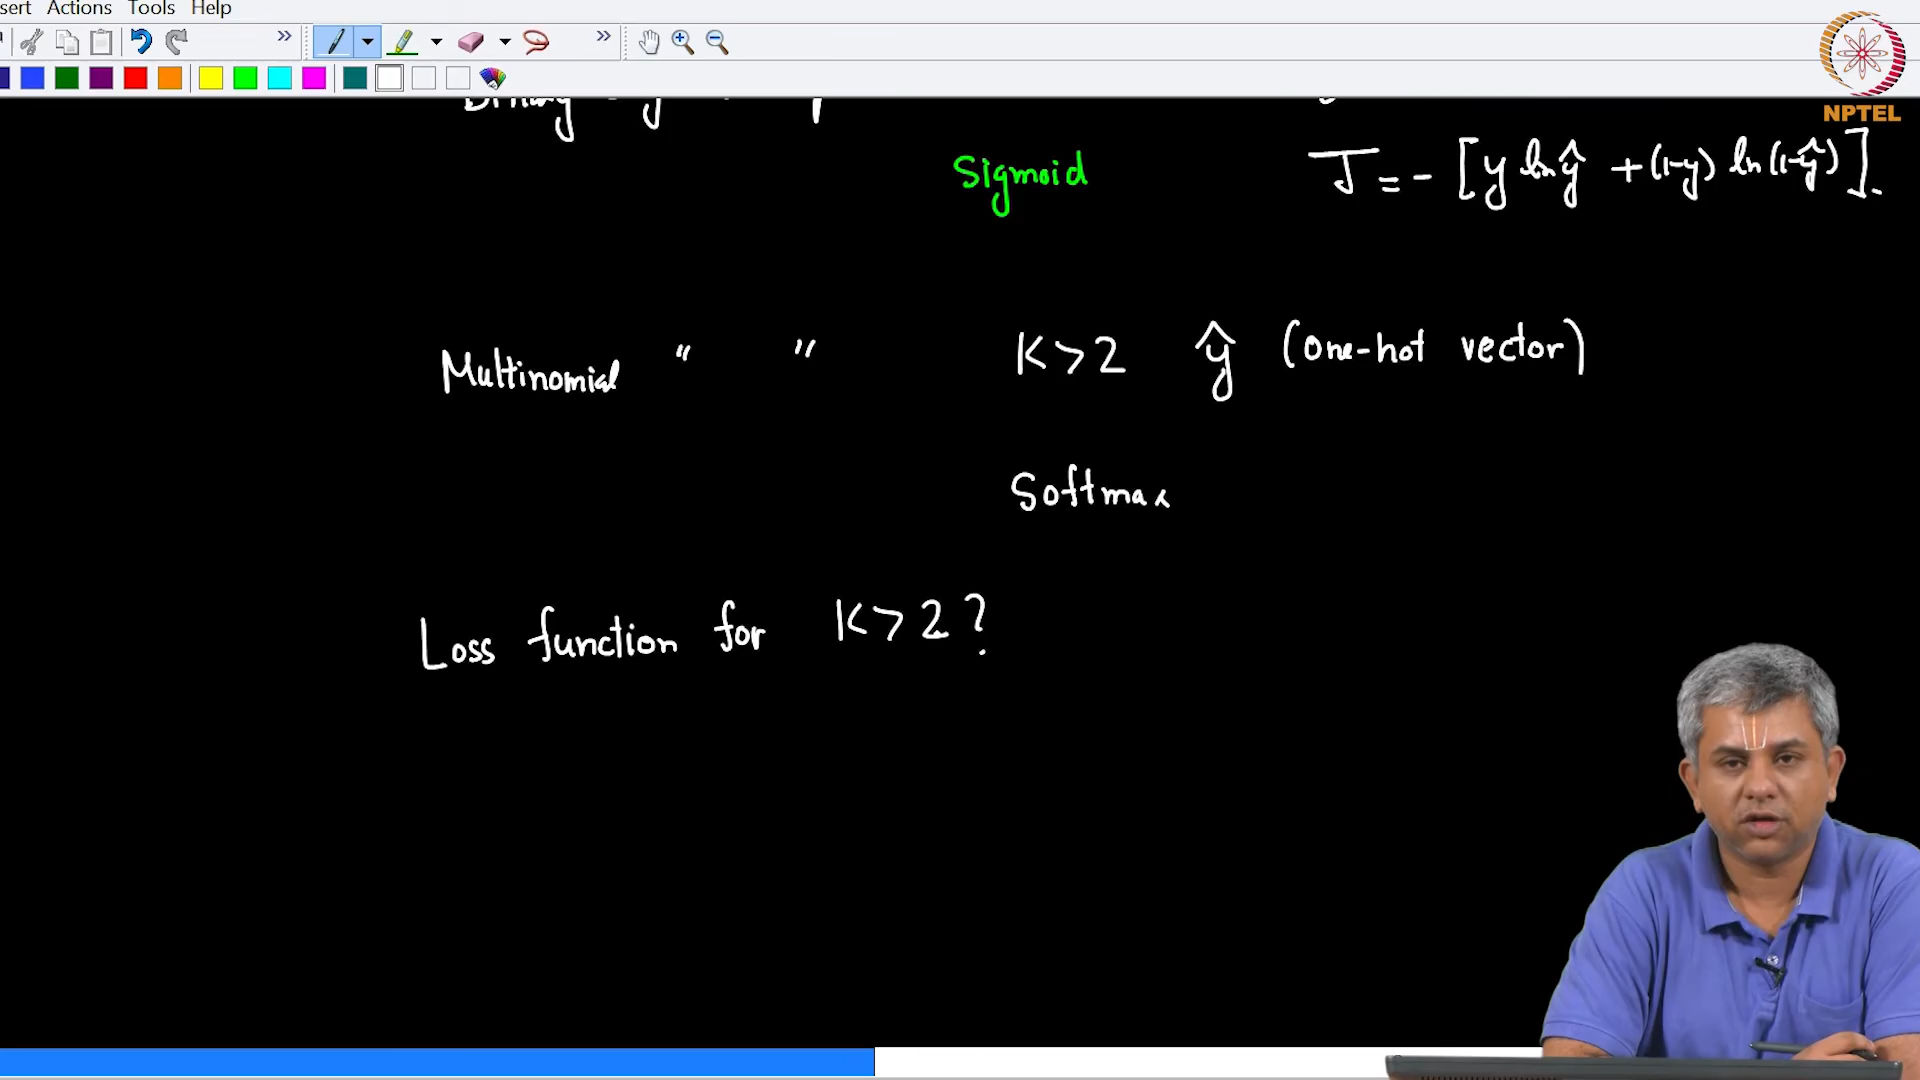 sert Actions Tools Help
NPTEL
Sigmoid J = - [y ln ŷ + (1-y) ln (1-ŷ)].
Multinomial " " K > 2 ŷ (one-hot vector)
Softmax
Loss function for K > 2 ?